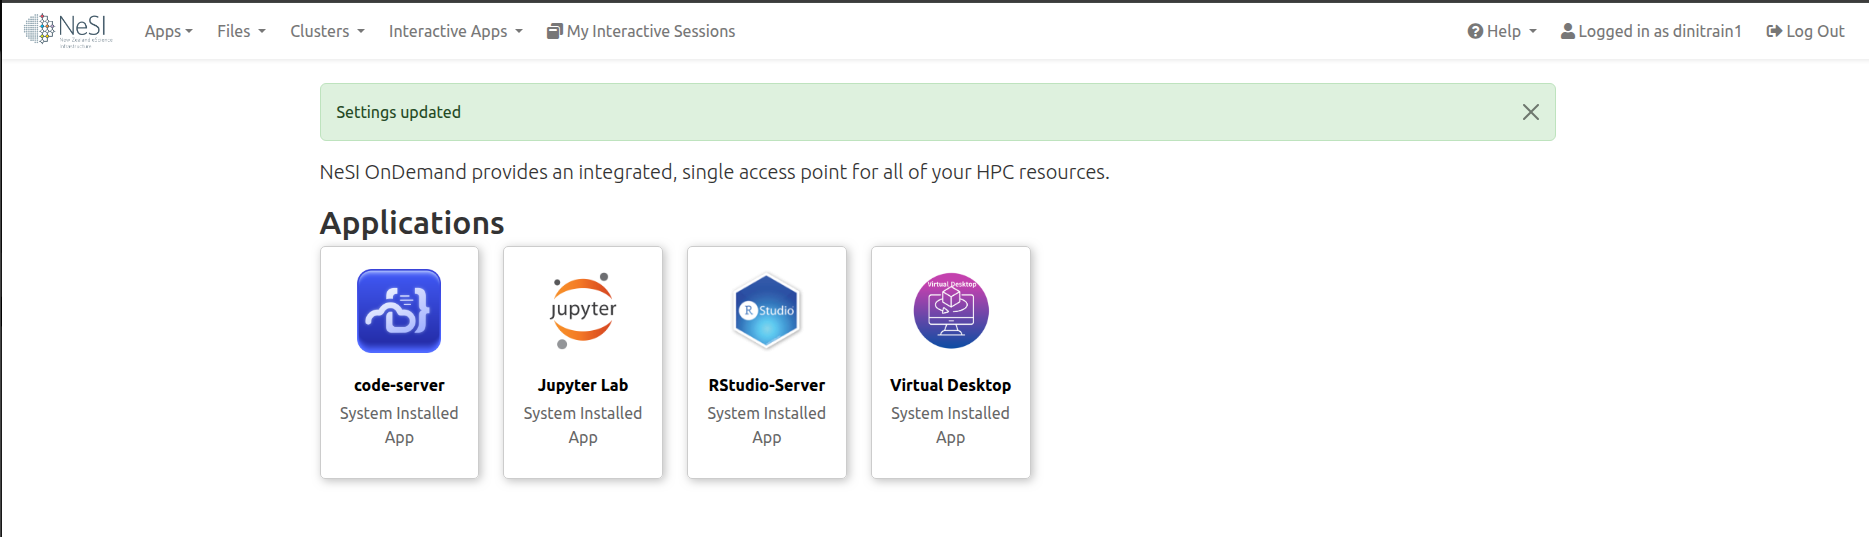 NeSI
New Zealand eScience
Infrastructure
Apps
Files
Clusters
Interactive Apps
My Interactive Sessions
Help
Logged in as dinitrain1
Log Out
Settings updated
NeSI OnDemand provides an integrated, single access point for all of your HPC resources.
Applications
code-server
System Installed
App
jupyter
Jupyter Lab
System Installed
App
R Studio
RStudio-Server
System Installed
App
Virtual Desktop
Virtual Desktop
System Installed
App